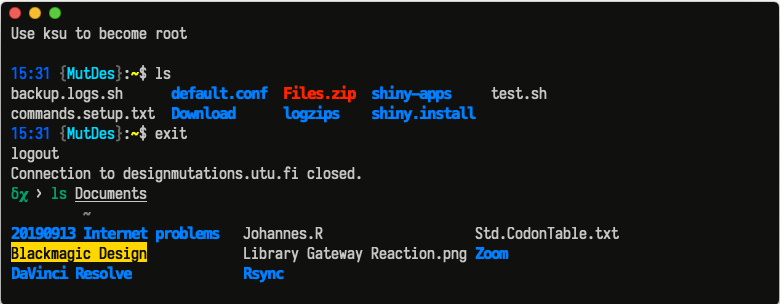 Use ksu to become root
15:31 {MutDes}:~$ ls
backup.logs.sh default.conf Files.zip shiny-apps test.sh
commands.setup.txt Download logzips shiny.install
15:31 {MutDes}:~$ exit
logout
Connection to designmutations.utu.fi closed.
δχ › ls Documents
~
20190913 Internet problems Johannes.R Std.CodonTable.txt
Blackmagic Design Library Gateway Reaction.png Zoom
DaVinci Resolve Rsync